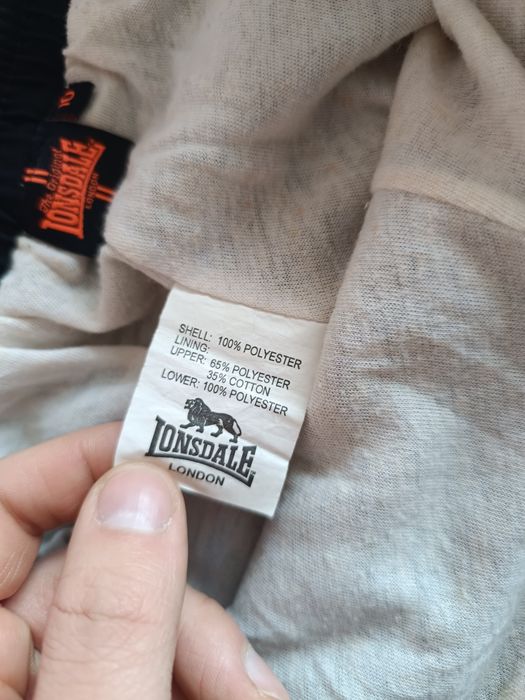 The Original
LONSDALE
LONDON
SHELL: 100% POLYESTER
LINING:
UPPER: 65% POLYESTER
35% COTTON
LOWER: 100% POLYESTER
LONSDALE
LONDON